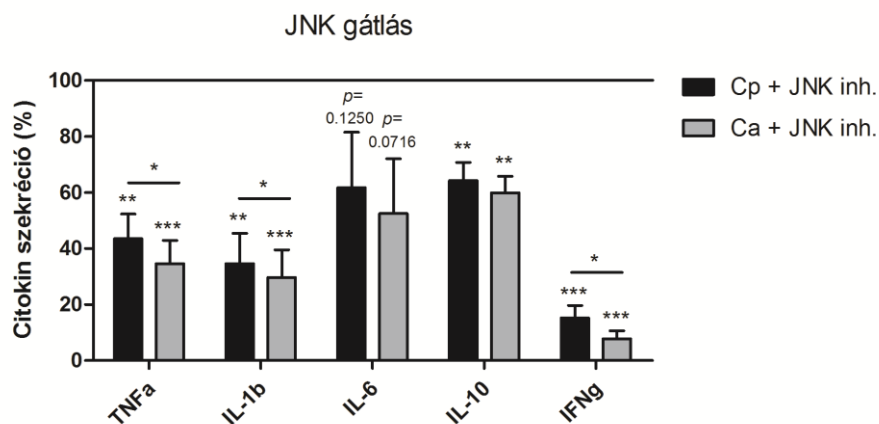 JNK gátlás
Citokin szekréció (%)
100
80
60
40
20
0
** * ***
** * ***
p=
0.1250
p=
0.0716
** **
*** * ***
TNFa
IL-1b
IL-6
IL-10
IFNg
Cp + JNK inh.
Ca + JNK inh.